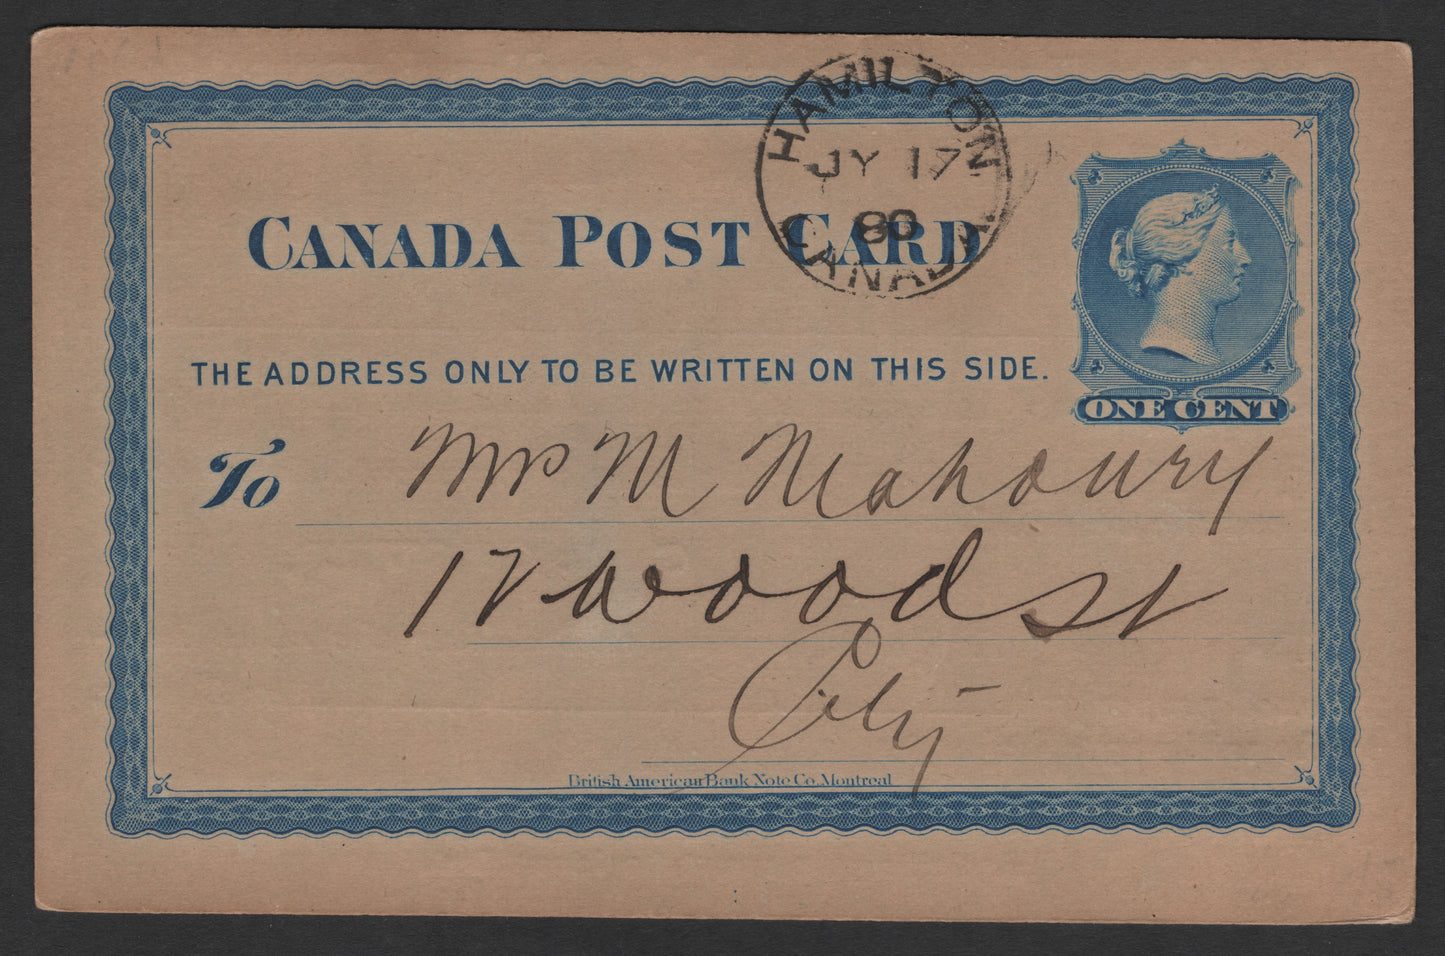 HAMILTON
JY 17
80
CANADA
CANADA POST CARD
THE ADDRESS ONLY TO BE WRITTEN ON THIS SIDE.
ONE CENT
To Mrs M Mahoney
17 Wood St
City
British American Bank Note Co. Montreal